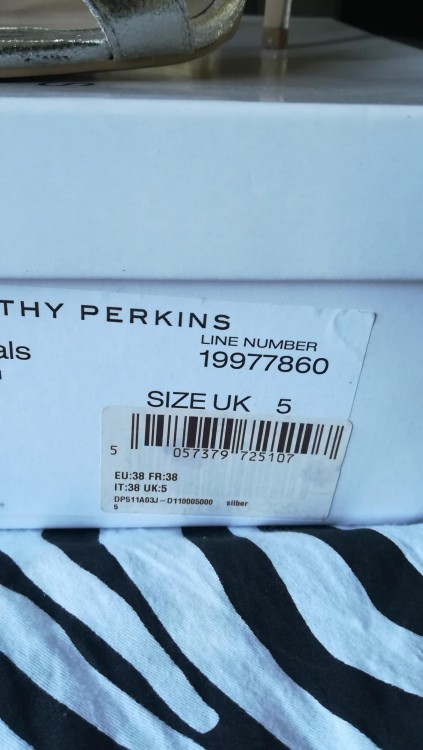 THY PERKINS
LINE NUMBER
19977860
als
SIZE UK 5
5 057379 725107
EU:38 FR:38
IT:38 UK:5
DP511A03J-D110005000 silber
5